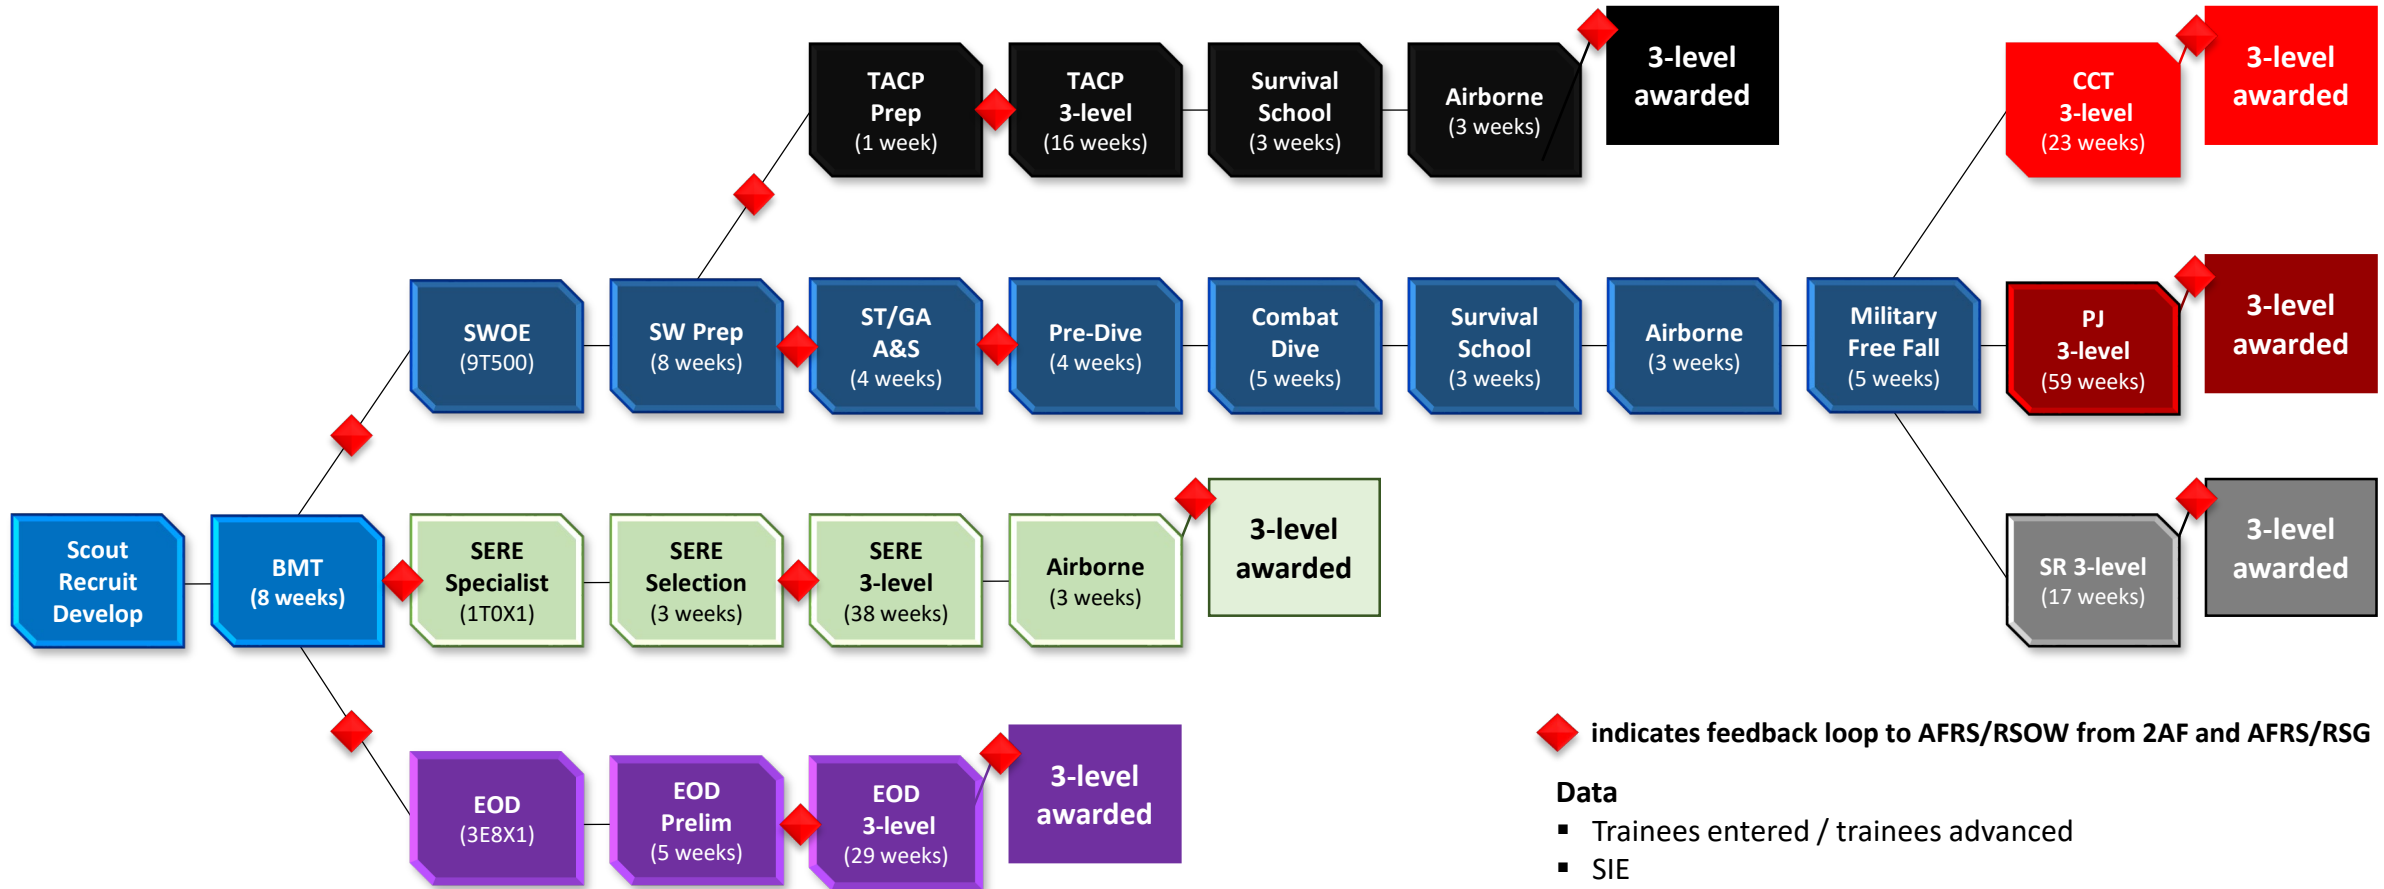 TACP
Prep
(1 week)
TACP
3-level
(16 weeks)
Survival
School
(3 weeks)
Airborne
(3 weeks)
3-level
awarded
CCT
3-level
(23 weeks)
3-level
awarded
SWOE
(9T500)
SW Prep
(8 weeks)
ST/GA
A&S
(4 weeks)
Pre-Dive
(4 weeks)
Combat
Dive
(5 weeks)
Survival
School
(3 weeks)
Airborne
(3 weeks)
Military
Free Fall
(5 weeks)
PJ
3-level
(59 weeks)
3-level
awarded
Scout
Recruit
Develop
BMT
(8 weeks)
SERE
Specialist
(1T0X1)
SERE
Selection
(3 weeks)
SERE
3-level
(38 weeks)
Airborne
(3 weeks)
3-level
awarded
SR 3-level
(17 weeks)
3-level
awarded
EOD
(3E8X1)
EOD
Prelim
(5 weeks)
EOD
3-level
(29 weeks)
3-level
awarded
indicates feedback loop to AFRS/RSOW from 2AF and AFRS/RSG
Data
▪ Trainees entered / trainees advanced
▪ SIE